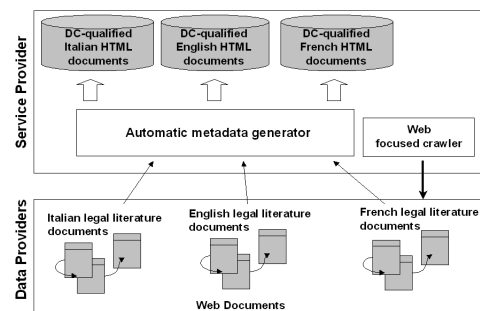 DC-qualified
Italian HTML
documents
DC-qualified
English HTML
documents
DC-qualified
French HTML
documents
Service Provider
Automatic metadata generator
Web
focused crawler
Data Providers
Italian legal literature
documents
English legal literature
documents
French legal literature
documents
Web Documents